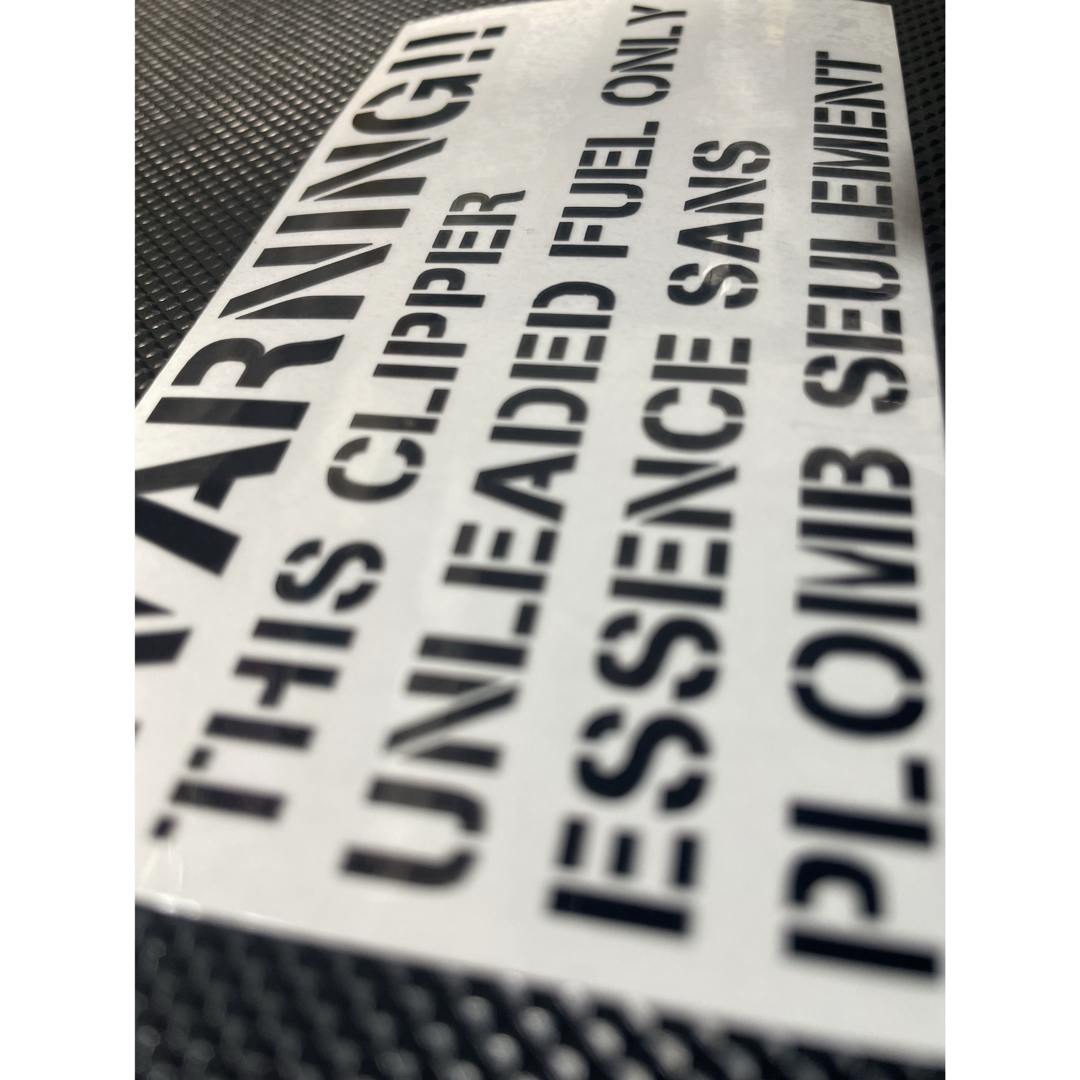 WARNING!!
THIS CLIPPER
UNLEADED FUEL ONLY
ESSENCE SANS
PLOMB SEULEMENT